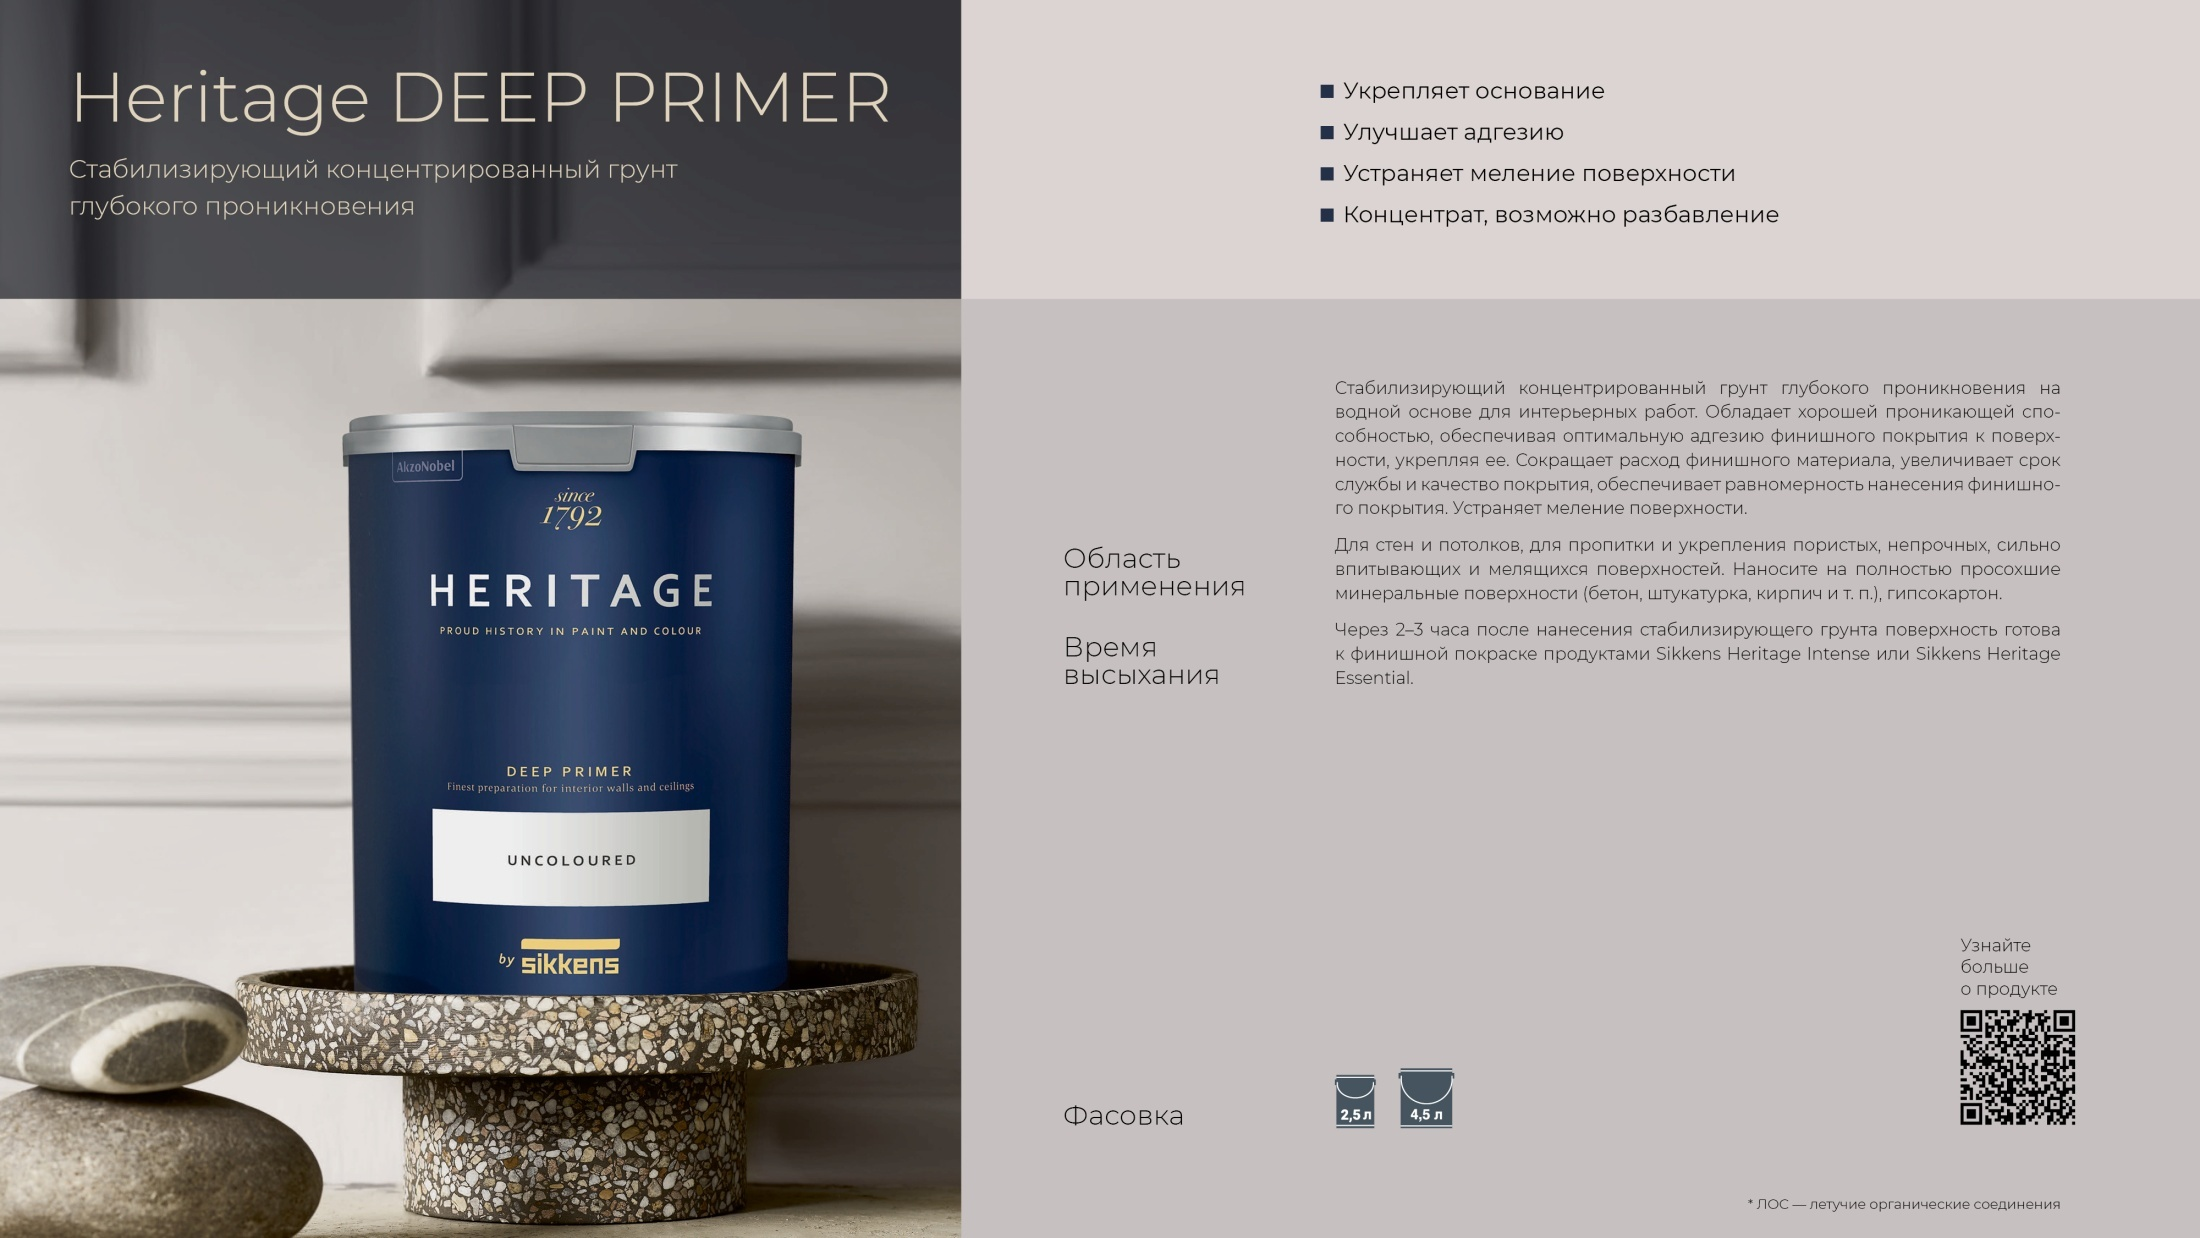 Heritage DEEP PRIMER
Стабилизирующий концентрированный грунт
глубокого проникновения
Укрепляет основание
Улучшает адгезию
Устраняет меление поверхности
Концентрат, возможно разбавление
AkzoNobel
since
1792
HERITAGE
PROUD HISTORY IN PAINT AND COLOUR
DEEP PRIMER
Finest preparation for interior walls and ceilings
UNCOLOURED
by sikkens
Стабилизирующий концентрированный грунт глубокого проникновения на
водной основе для интерьерных работ. Обладает хорошей проникающей спо-
собностью, обеспечивая оптимальную адгезию финишного покрытия к поверх-
ности, укрепляя ее. Сокращает расход финишного материала, увеличивает срок
службы и качество покрытия, обеспечивает равномерность нанесения финишно-
го покрытия. Устраняет меление поверхности.
Область
применения
Для стен и потолков, для пропитки и укрепления пористых, непрочных, сильно
впитывающих и мелящихся поверхностей. Наносите на полностью просохшие
минеральные поверхности (бетон, штукатурка, кирпич и т. п.), гипсокартон.
Время
высыхания
Через 2–3 часа после нанесения стабилизирующего грунта поверхность готова
к финишной покраске продуктами Sikkens Heritage Intense или Sikkens Heritage
Essential.
Узнайте
больше
о продукте
Фасовка
2,5 л
4,5 л
* ЛОС — летучие органические соединения